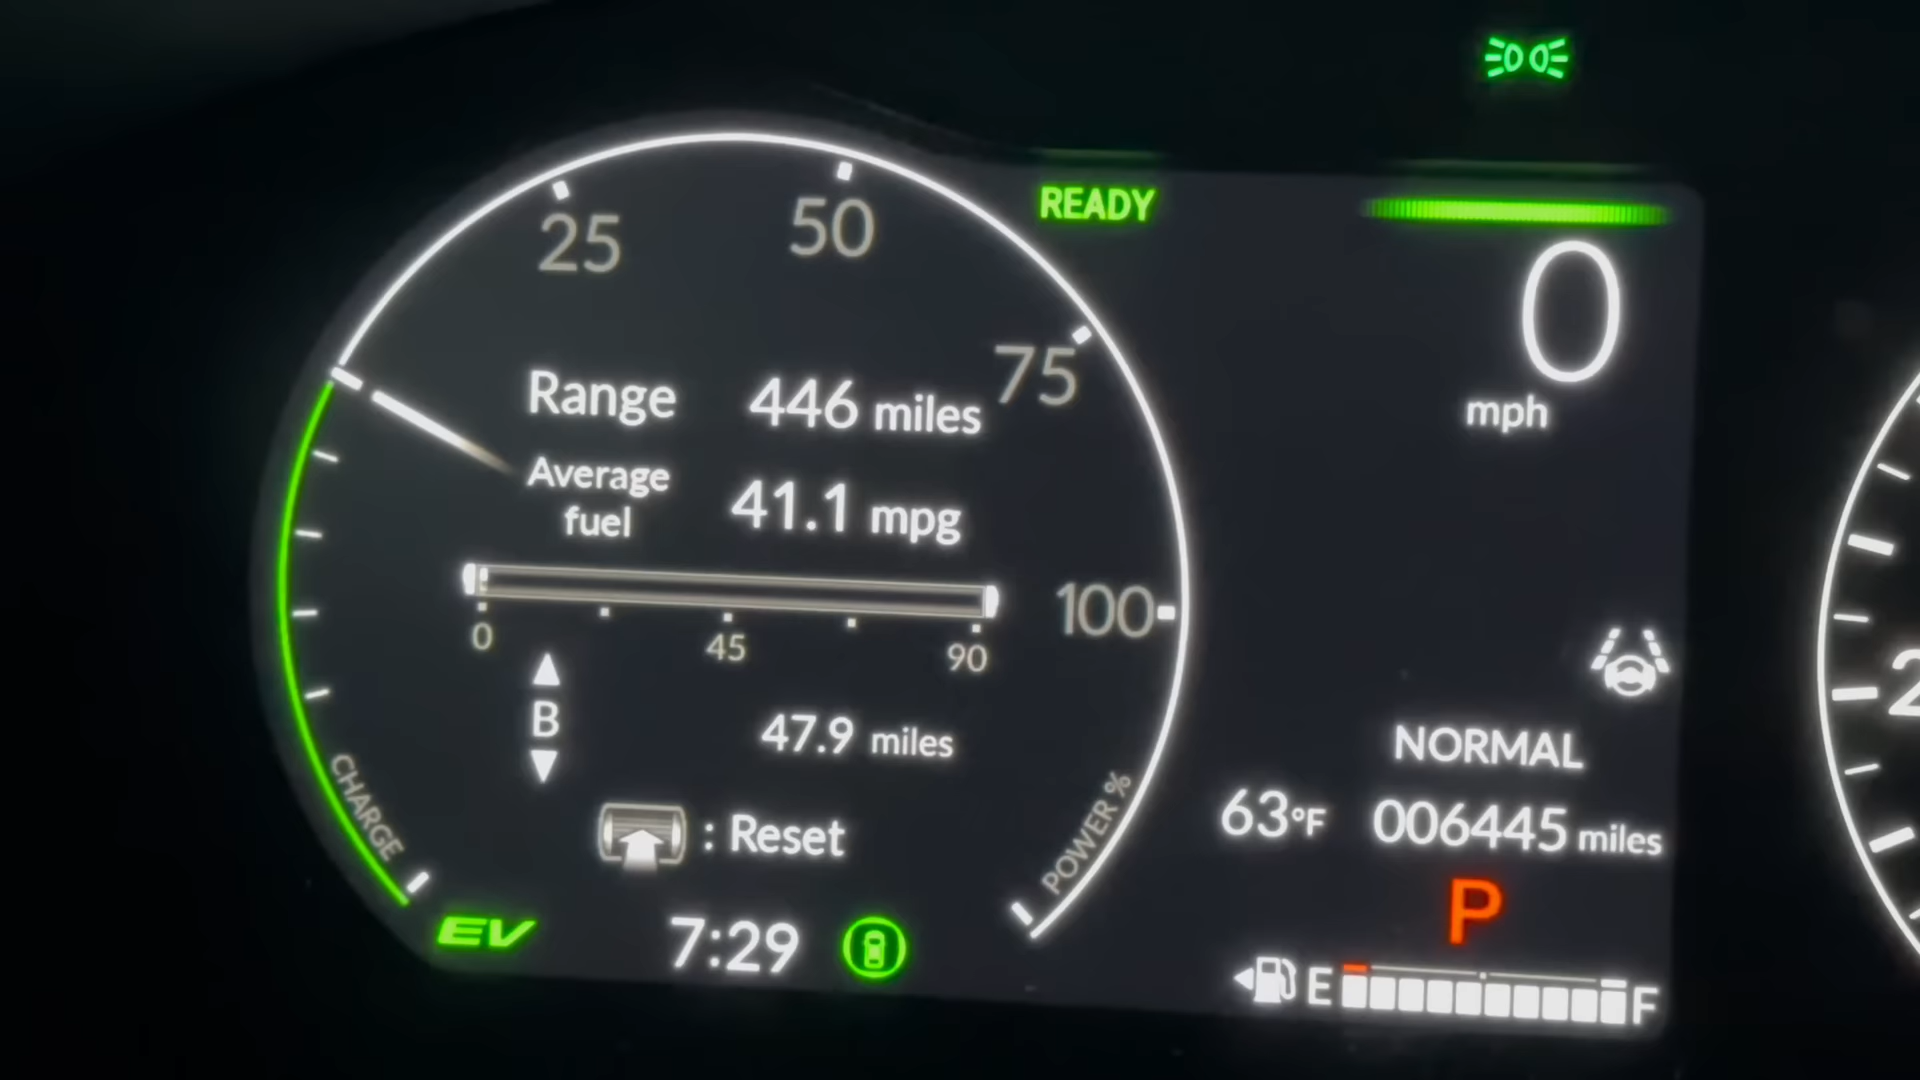 READY
25
50
75
100
0
mph
Range 446 miles
Average
fuel
41.1 mpg
0 45 90
B
47.9 miles
: Reset
CHARGE
POWER %
EV
7:29
NORMAL
63°F 006445 miles
P
E F
2